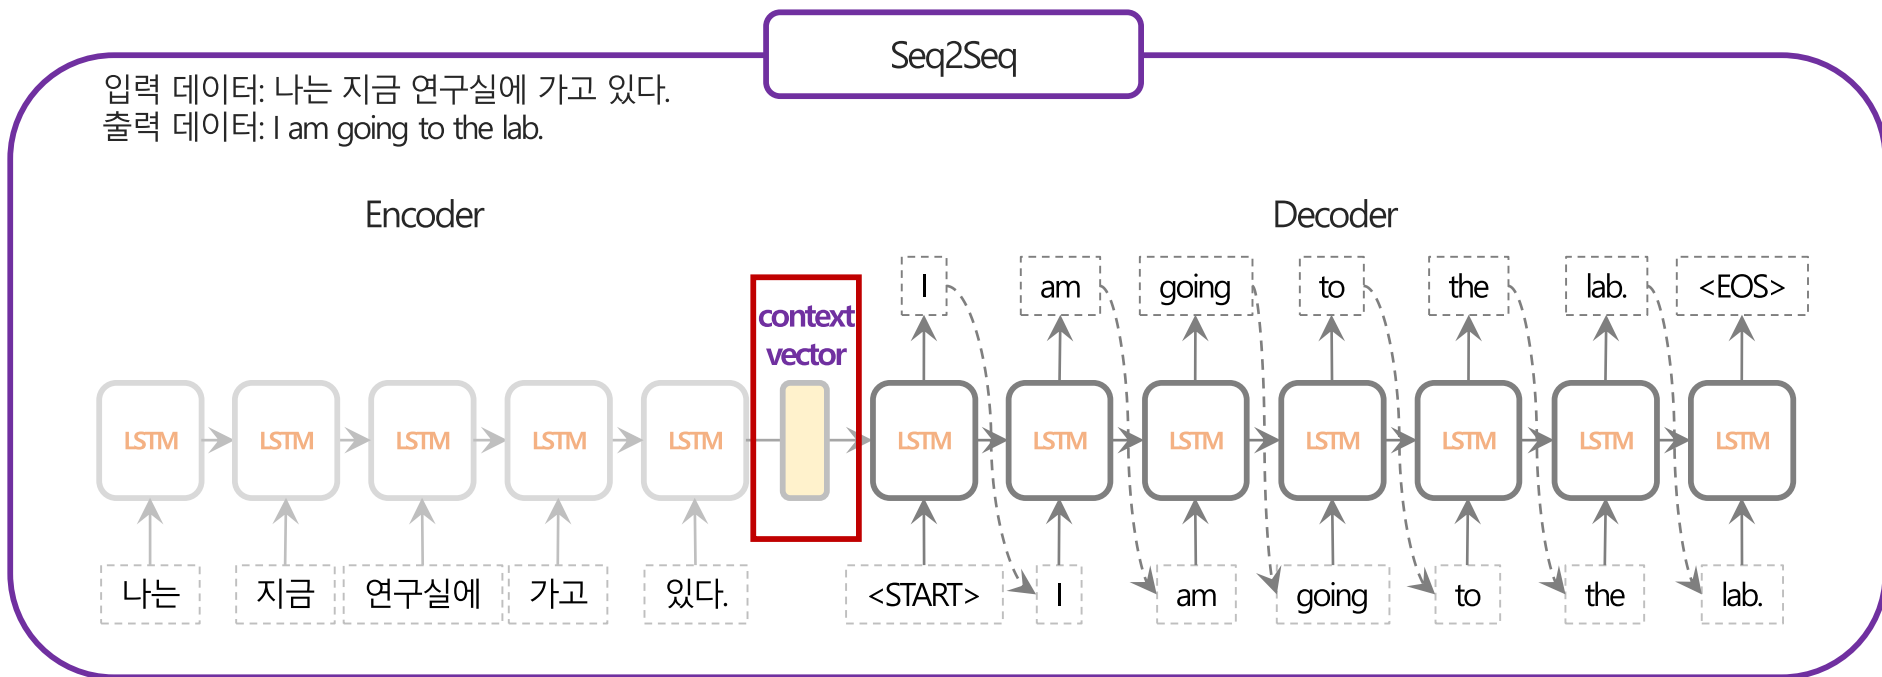 Seq2Seq
입력 데이터: 나는 지금 연구실에 가고 있다.
출력 데이터: I am going to the lab.
Encoder
Decoder
I am going to the lab. <EOS>
context
vector
LSTM LSTM LSTM LSTM LSTM LSTM LSTM LSTM LSTM LSTM LSTM LSTM
나는 지금 연구실에 가고 있다. <START> I am going to the lab.